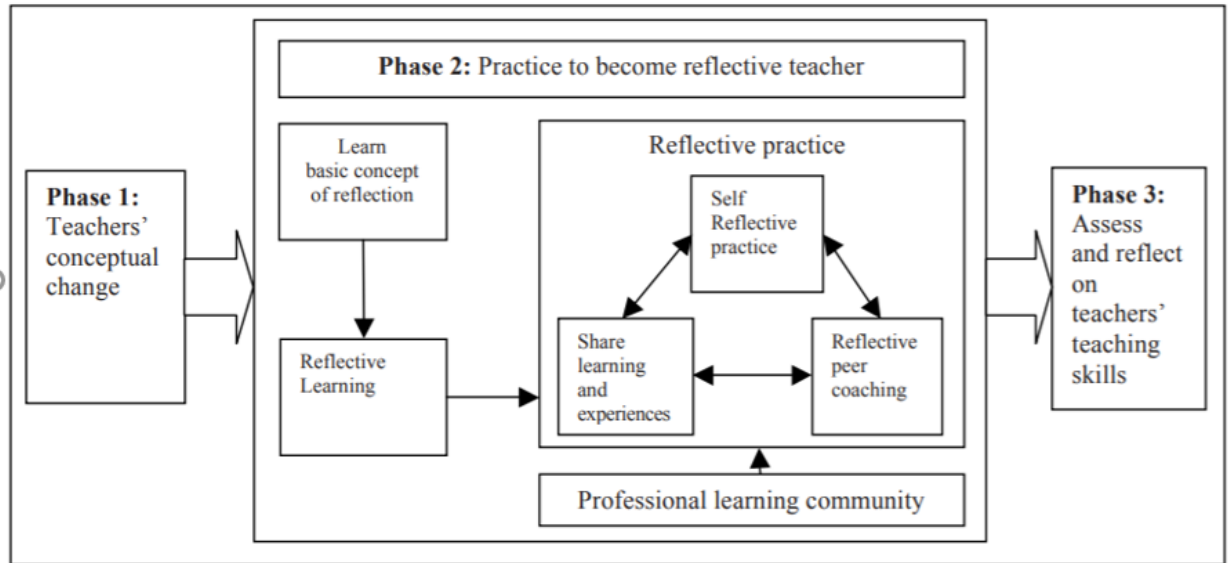 Phase 2: Practice to become reflective teacher
Phase 1:
Teachers’
conceptual
change
Learn
basic concept
of reflection
Reflective
Learning
Reflective practice
Self
Reflective
practice
Share
learning
and
experiences
Reflective
peer
coaching
Professional learning community
Phase 3:
Assess
and reflect
on
teachers’
teaching
skills